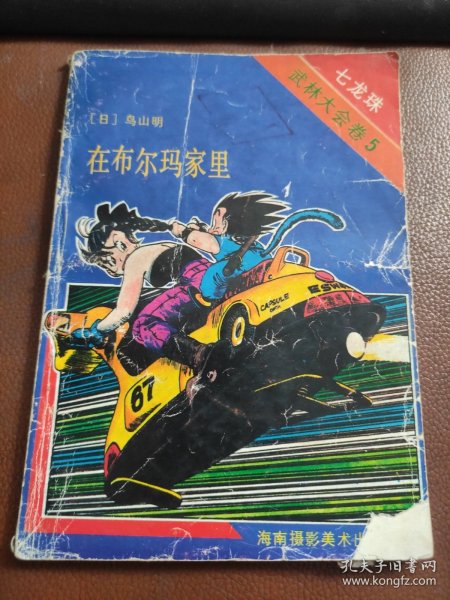 七龙珠
武林大会卷 5
［日］鸟山明
在布尔玛家里
CAPSULE
67
海南摄影美术出
孔夫子旧书网
www.kongfz.com